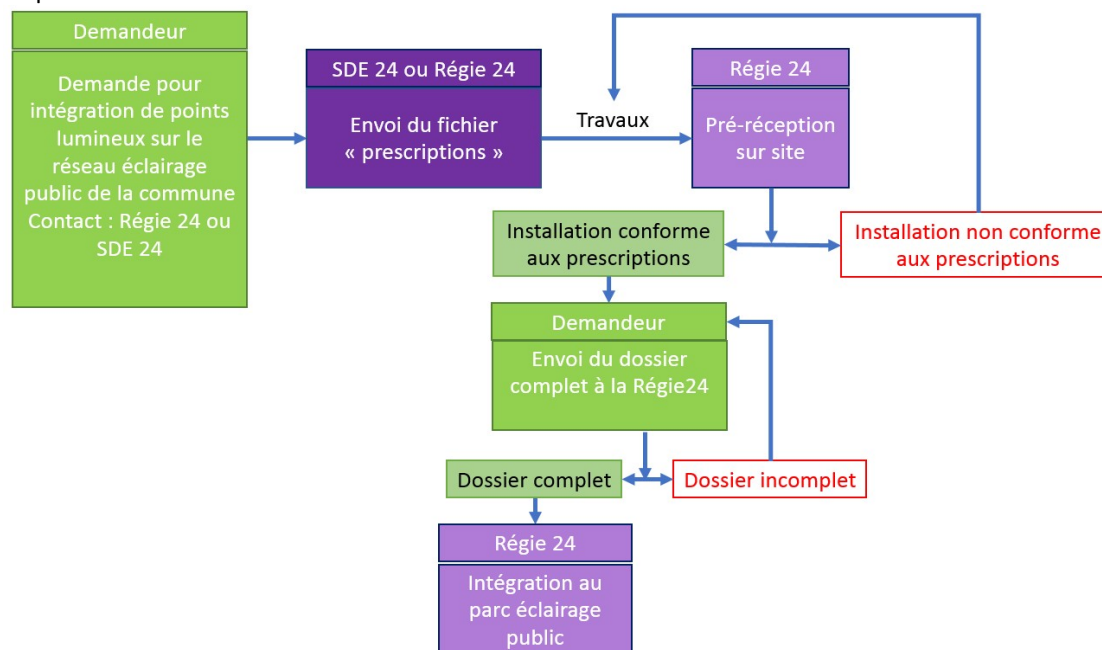 Demandeur
Demande pour
intégration de points
lumineux sur le
réseau éclairage
public de la commune
Contact : Régie 24 ou
SDE 24
SDE 24 ou Régie 24
Envoi du fichier
« prescriptions »
Travaux
Régie 24
Pré-réception
sur site
Installation conforme
aux prescriptions
Installation non conforme
aux prescriptions
Demandeur
Envoi du dossier
complet à la Régie24
Dossier complet
Dossier incomplet
Régie 24
Intégration au
parc éclairage
public